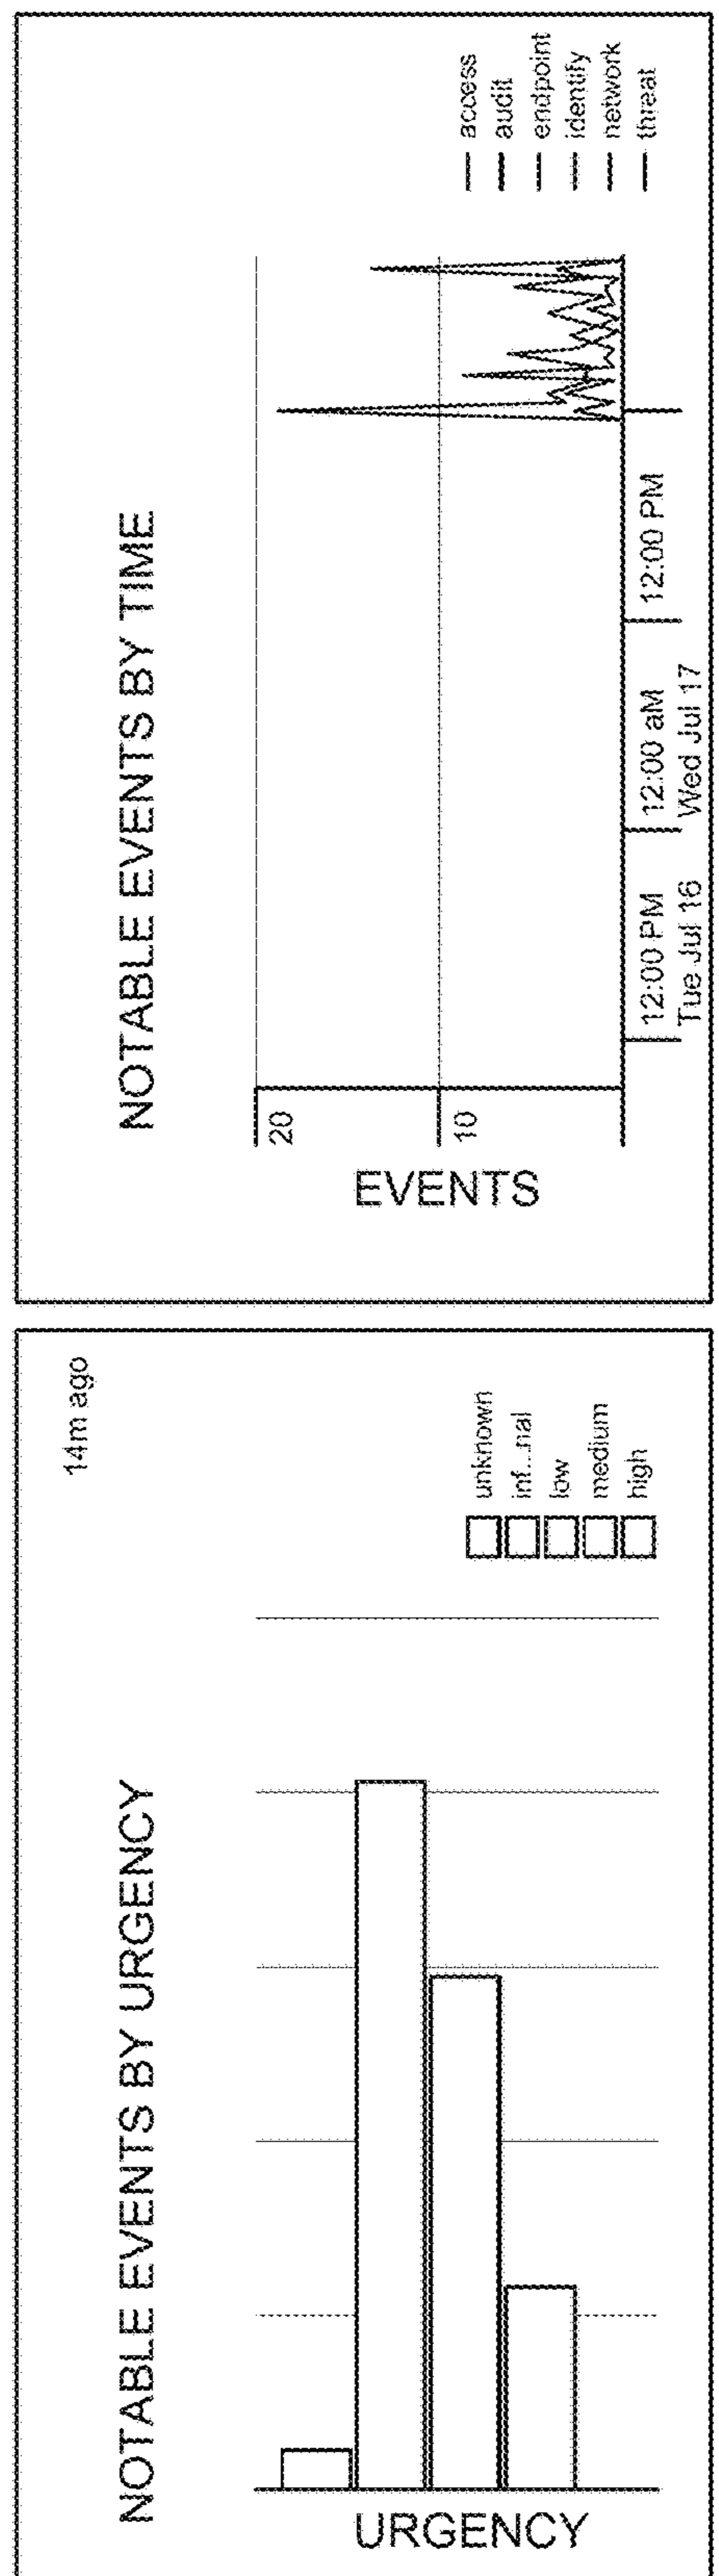 NOTABLE EVENTS BY URGENCY
14m ago
URGENCY
unknown
inf...nal
low
medium
high
NOTABLE EVENTS BY TIME
EVENTS
20
10
12:00 PM
Tue Jul 16
12:00 aM
Wed Jul 17
12:00 PM
access
audit
endpoint
identify
network
threat